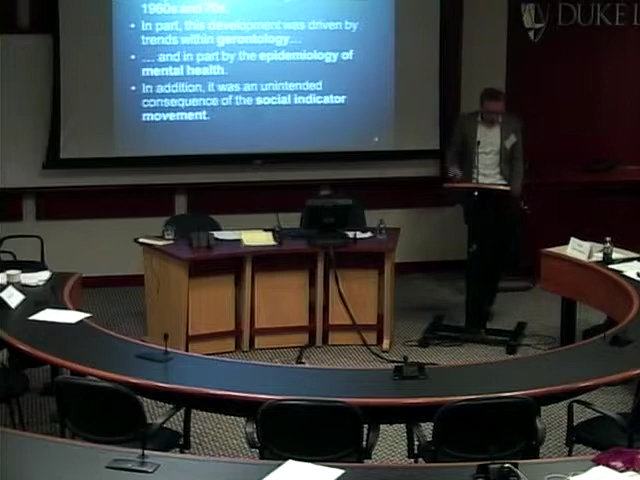 1960s and 70s.
• In part, this development was driven by
trends within gerontology…
• … and in part by the epidemiology of
mental health.
• In addition, it was an unintended
consequence of the social indicator
movement.
DUKE